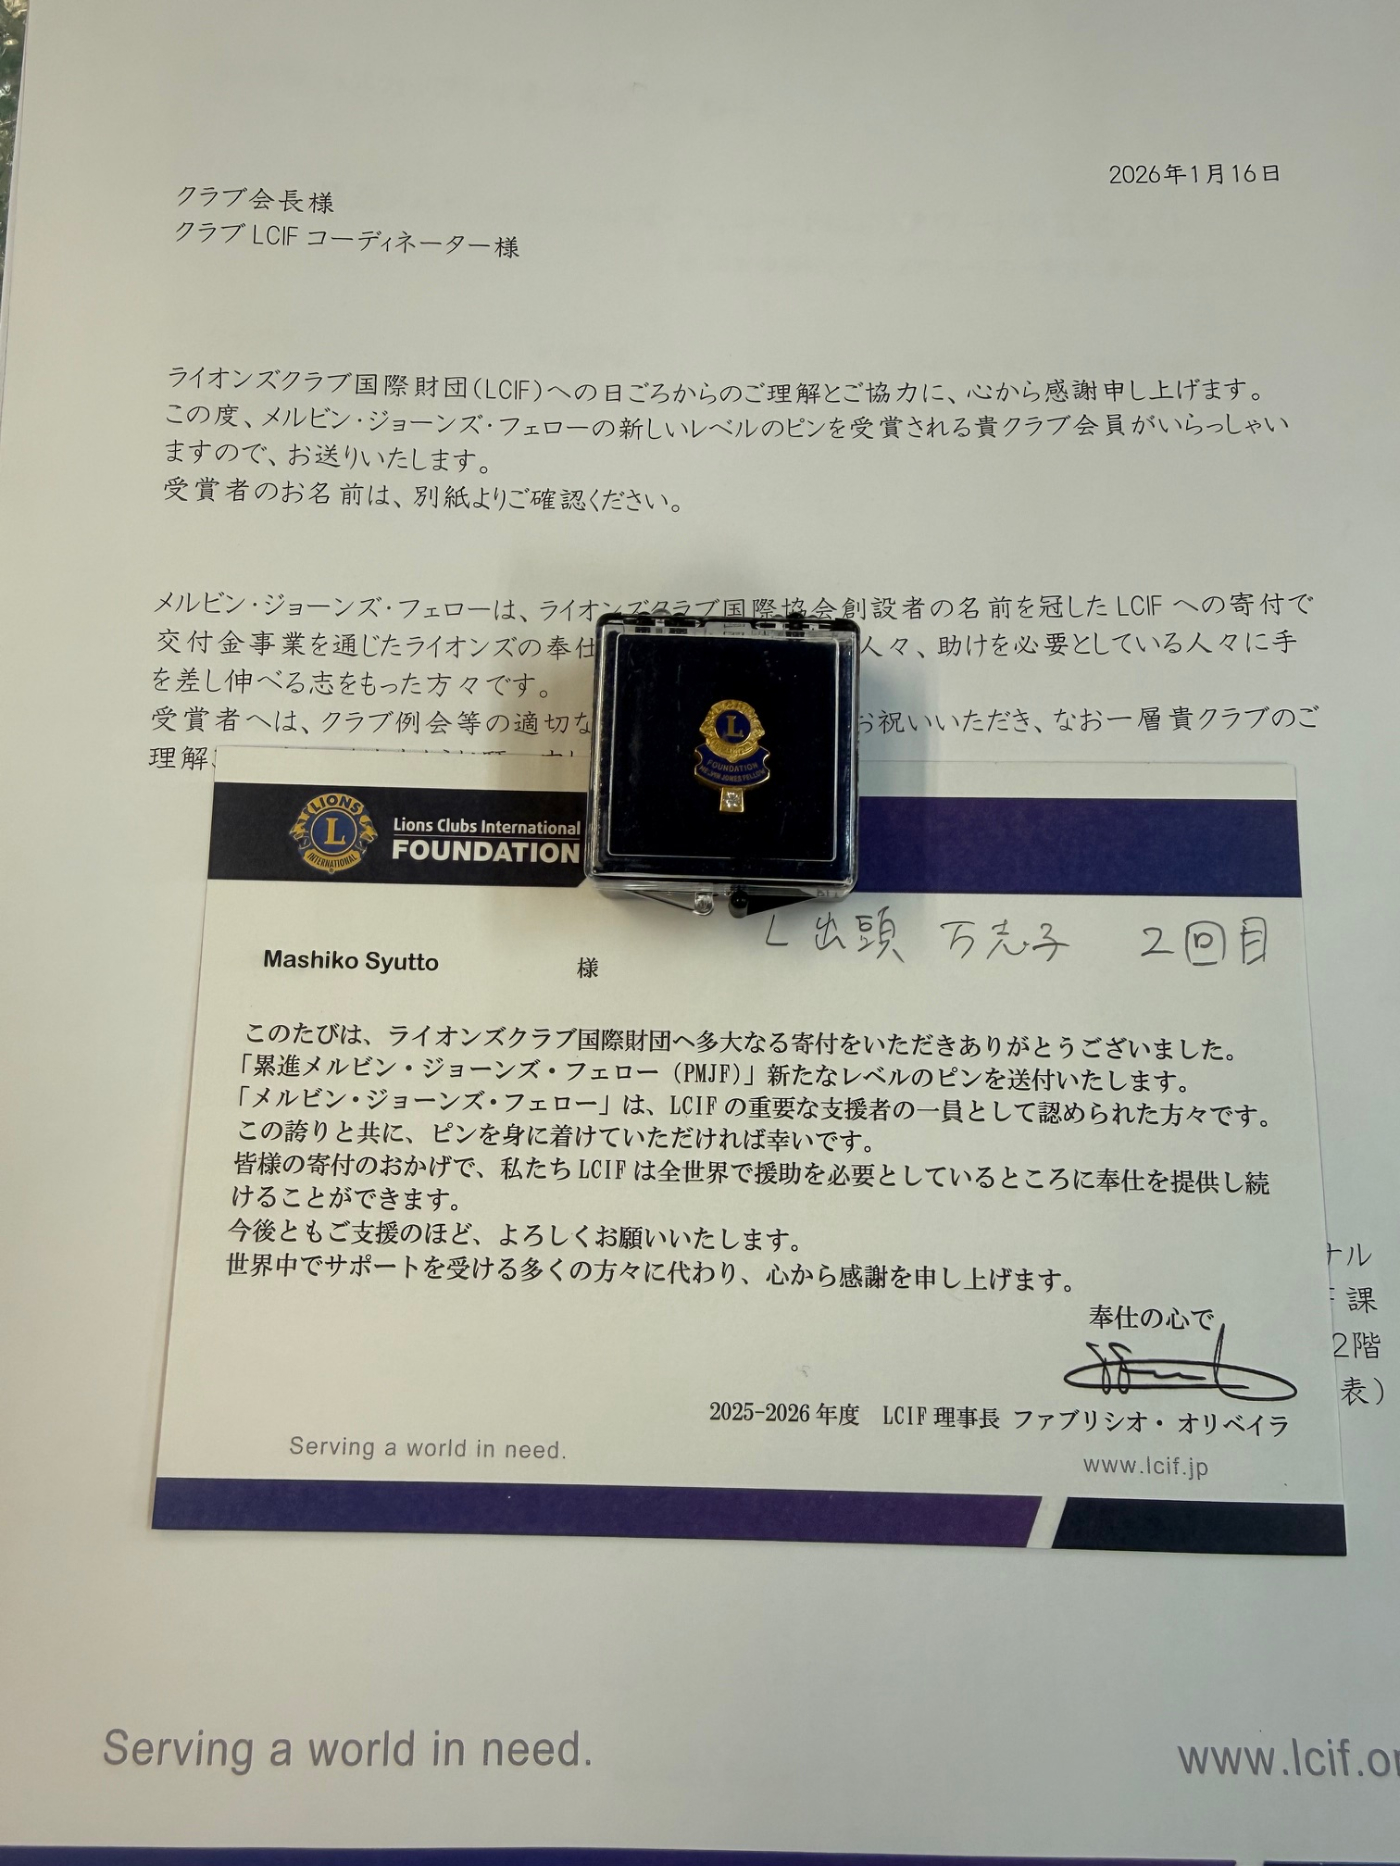 2026年1月16日
クラブ会長様
クラブLCIFコーディネーター様
ライオンズクラブ国際財団(LCIF)への日ごろからのご理解とご協力に、心から感謝申し上げます。
この度、メルビン・ジョーンズ・フェローの新しいレベルのピンを受賞される貴クラブ会員がいらっしゃい
ますので、お送りいたします。
受賞者のお名前は、別紙よりご確認ください。
メルビン・ジョーンズ・フェローは、ライオンズクラブ国際協会創設者の名前を冠したLCIFへの寄付で
交付金事業を通じたライオンズの奉仕 人々、助けを必要としている人々に手
を差し伸べる志をもった方々です。
受賞者へは、クラブ例会等の適切な お祝いいただき、なお一層貴クラブのご
理解
L
FOUNDATION
MELVIN JONES FELLOW
LIONS
L
INTERNATIONAL
Lions Clubs International
FOUNDATION
L 出頭 万志子 2回目
Mashiko Syutto 様
このたびは、ライオンズクラブ国際財団へ多大なる寄付をいただきありがとうございました。
「累進メルビン・ジョーンズ・フェロー(PMJF)」新たなレベルのピンを送付いたします。
「メルビン・ジョーンズ・フェロー」は、LCIFの重要な支援者の一員として認められた方々です。
この誇りと共に、ピンを身に着けていただければ幸いです。
皆様の寄付のおかげで、私たちLCIFは全世界で援助を必要としているところに奉仕を提供し続
けることができます。
今後ともご支援のほど、よろしくお願いいたします。
世界中でサポートを受ける多くの方々に代わり、心から感謝を申し上げます。
奉仕の心で
2025-2026年度 LCIF理事長 ファブリシオ・オリベイラ
Serving a world in need.
www.lcif.jp
ナル
課
2階
表)
Serving a world in need.
www.lcif.or